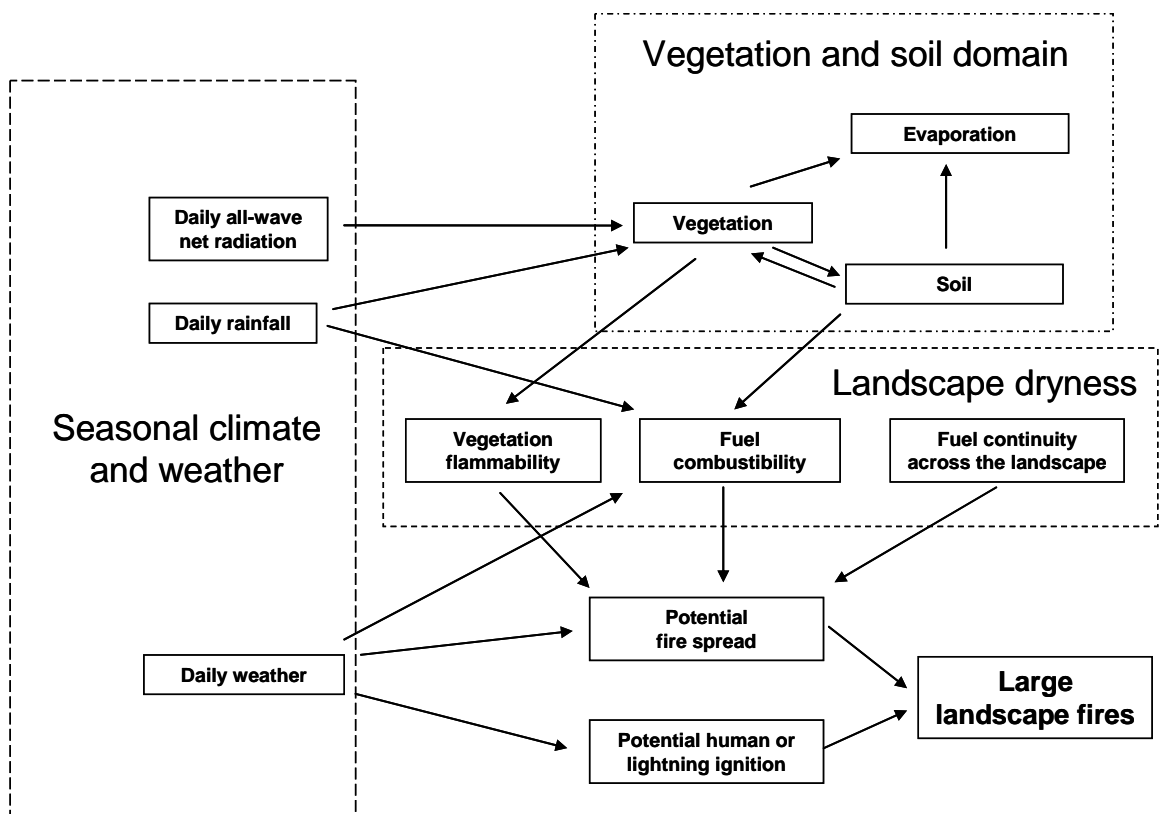 Vegetation and soil domain
Evaporation
Daily all-wave
net radiation
Vegetation
Soil
Daily rainfall
Landscape dryness
Seasonal climate
and weather
Vegetation
flammability
Fuel
combustibility
Fuel continuity
across the landscape
Potential
fire spread
Daily weather
Large
landscape fires
Potential human or
lightning ignition